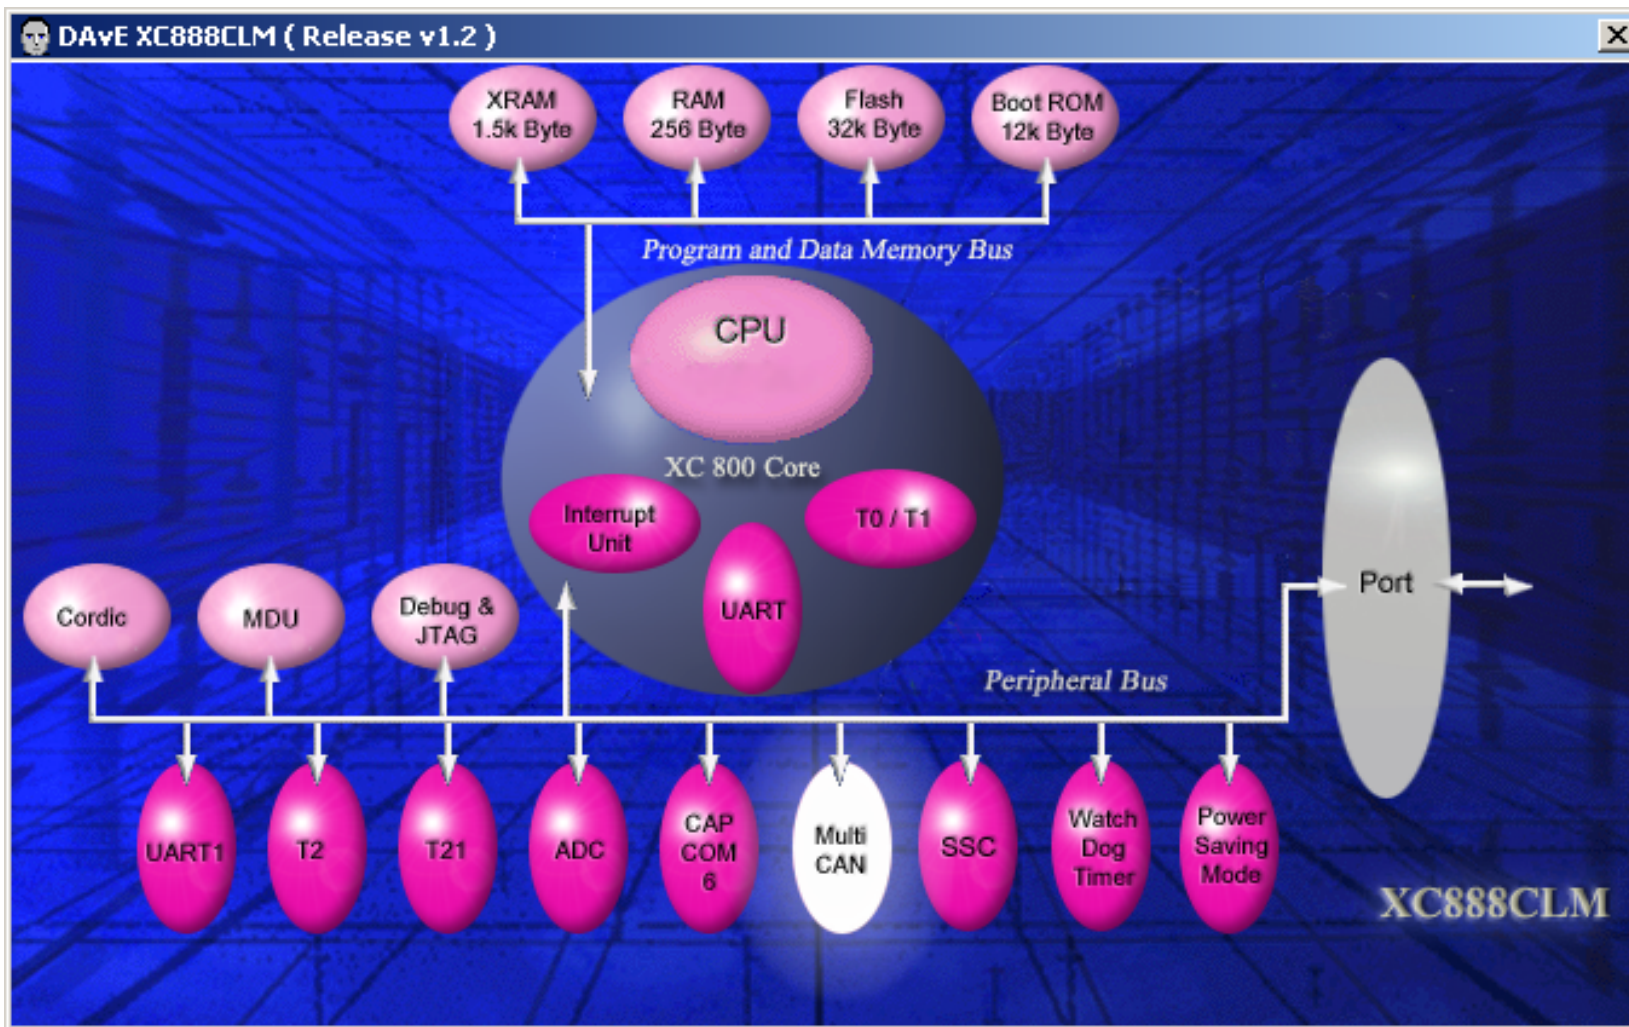 DAvE XC888CLM ( Release v1.2 )
XRAM
1.5k Byte
RAM
256 Byte
Flash
32k Byte
Boot ROM
12k Byte
Program and Data Memory Bus
CPU
XC 800 Core
Interrupt
Unit
T0 / T1
UART
Cordic
MDU
Debug &
JTAG
Port
Peripheral Bus
UART1
T2
T21
ADC
CAP
COM
6
Multi
CAN
SSC
Watch
Dog
Timer
Power
Saving
Mode
XC888CLM